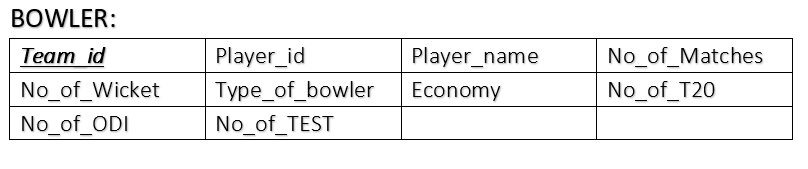 BOWLER:
Team_id Player_id Player_name No_of_Matches
No_of_Wicket Type_of_bowler Economy No_of_T20
No_of_ODI No_of_TEST